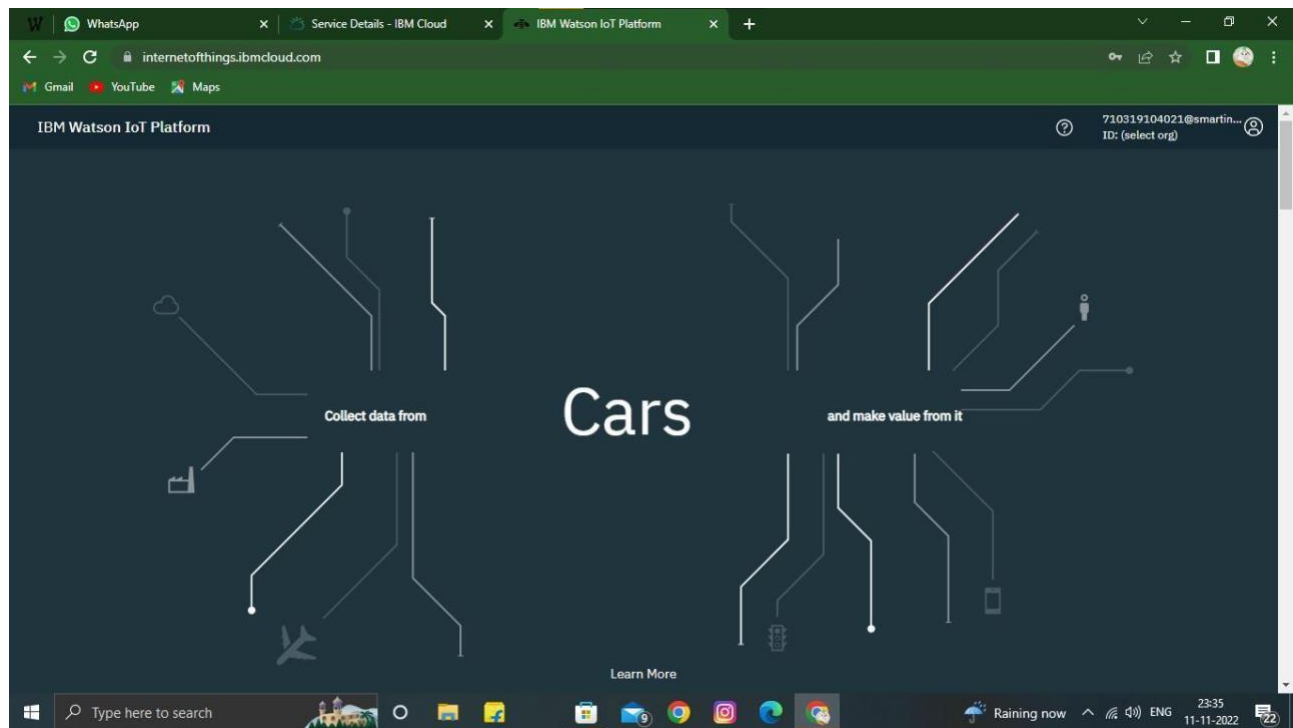 WhatsApp
Service Details - IBM Cloud
IBM Watson IoT Platform
internetofthings.ibmcloud.com
Gmail
YouTube
Maps
IBM Watson IoT Platform
710319104021@smartin...
ID: (select org)
Collect data from
Cars
and make value from it
Learn More
Type here to search
9
Raining now
ENG
23:35
11-11-2022
22